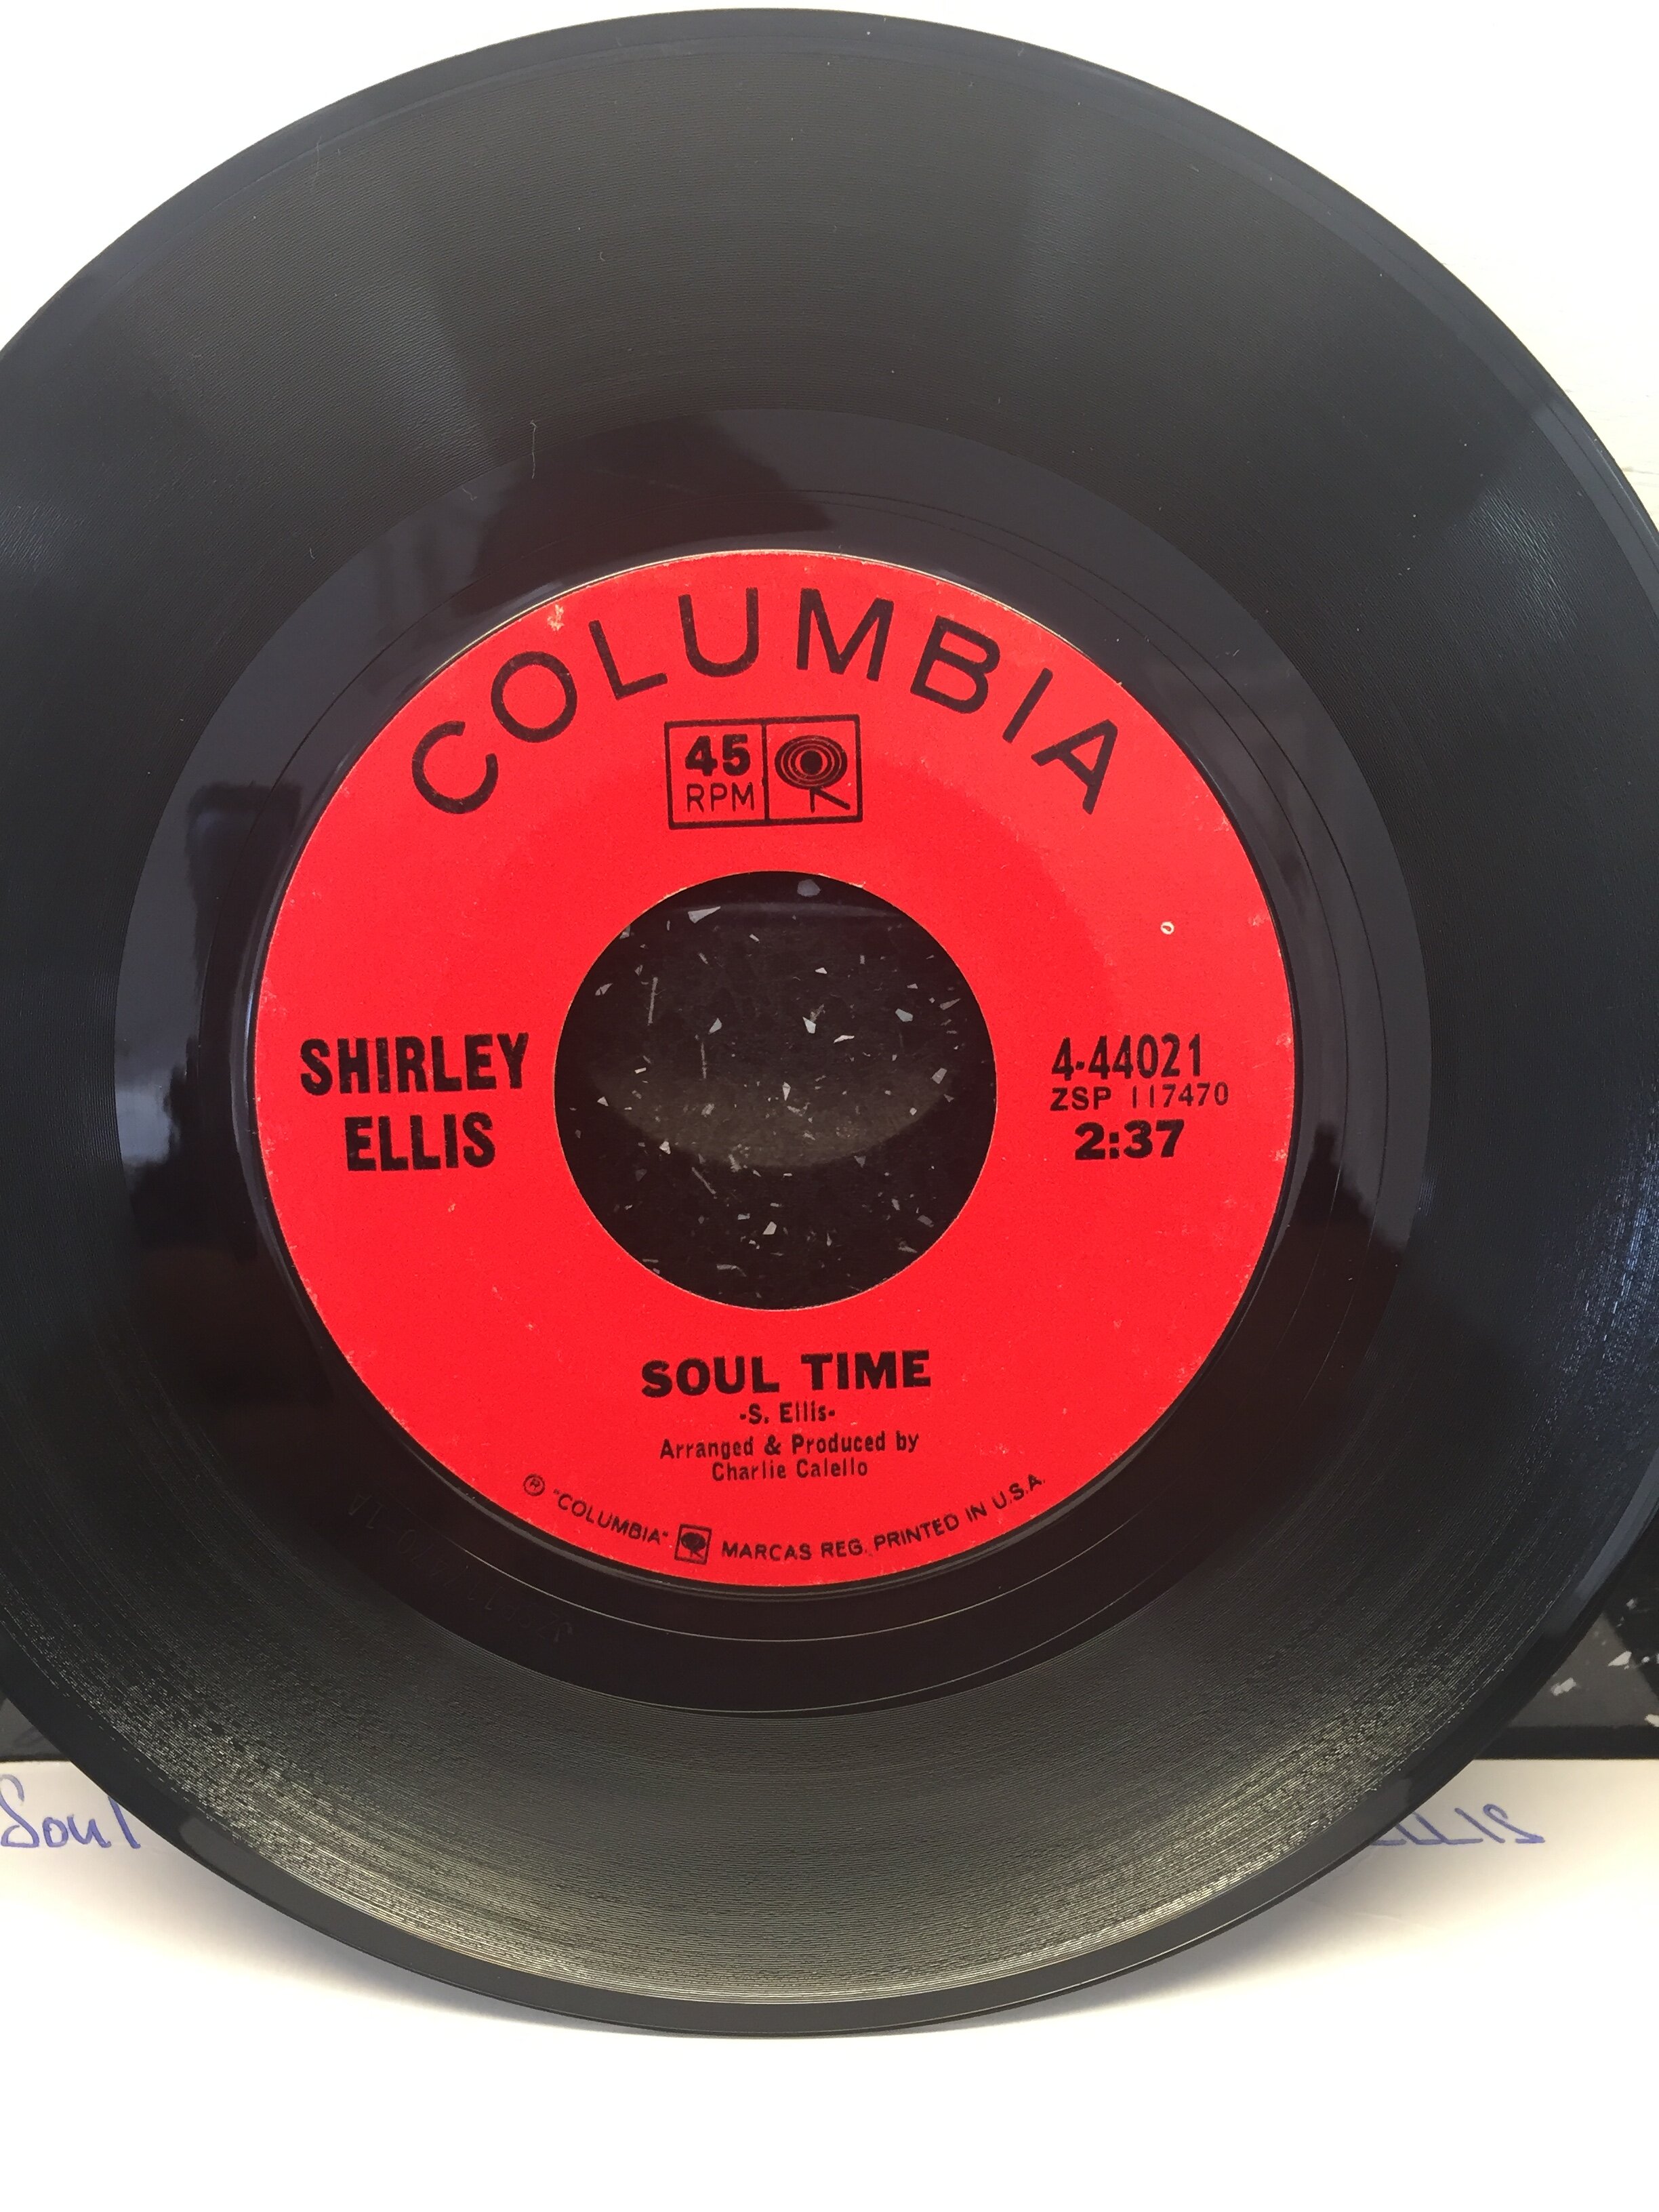 COLUMBIA
45
RPM
SHIRLEY
ELLIS
4-44021
ZSP 117470
2:37
SOUL TIME
-S. Ellis-
Arranged & Produced by
Charlie Calello
® "COLUMBIA" MARCAS REG. PRINTED IN U.S.A.
Soul